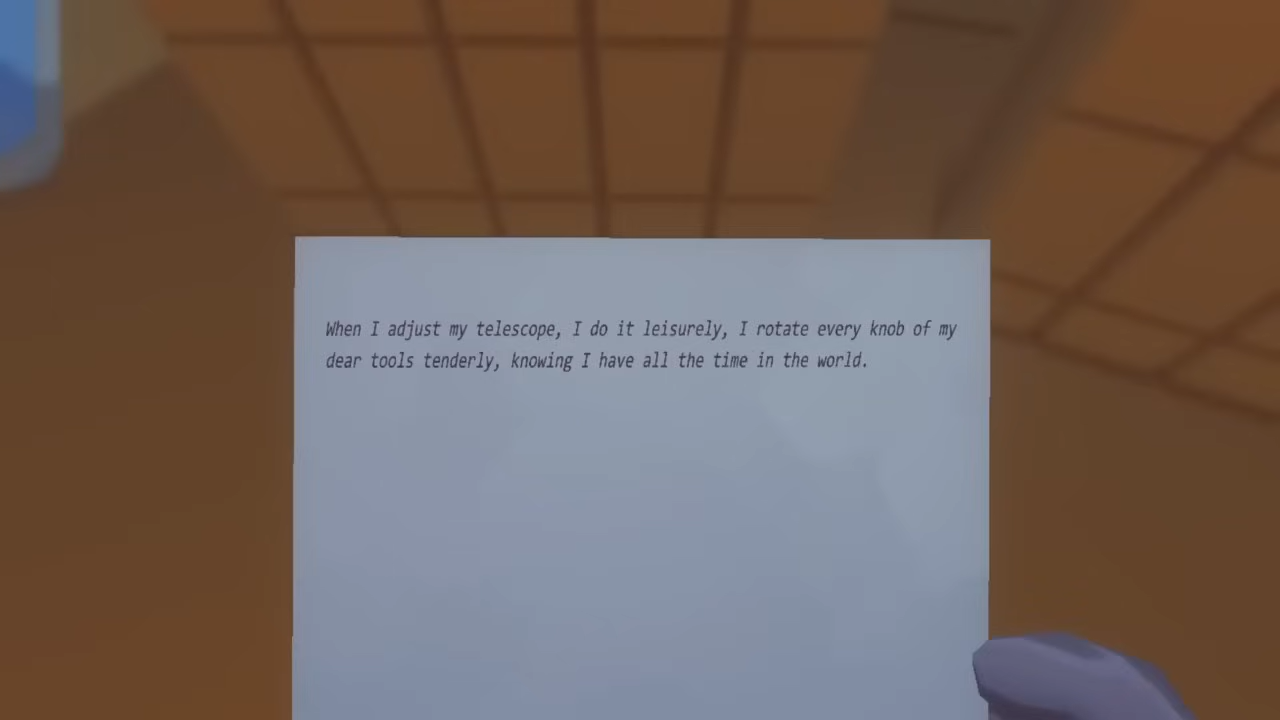 When I adjust my telescope, I do it leisurely, I rotate every knob of my
dear tools tenderly, knowing I have all the time in the world.